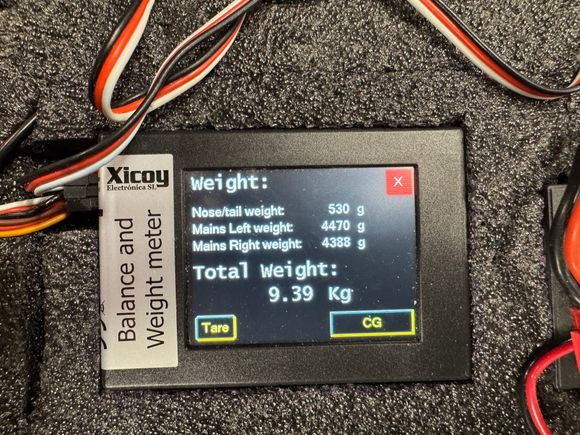 Xicoy
Electrónica SL
Balance and
Weight meter
Weight:
X
Nose/tail weight: 530 g
Mains Left weight: 4470 g
Mains Right weight: 4388 g
Total Weight:
9.39 Kg
Tare
CG